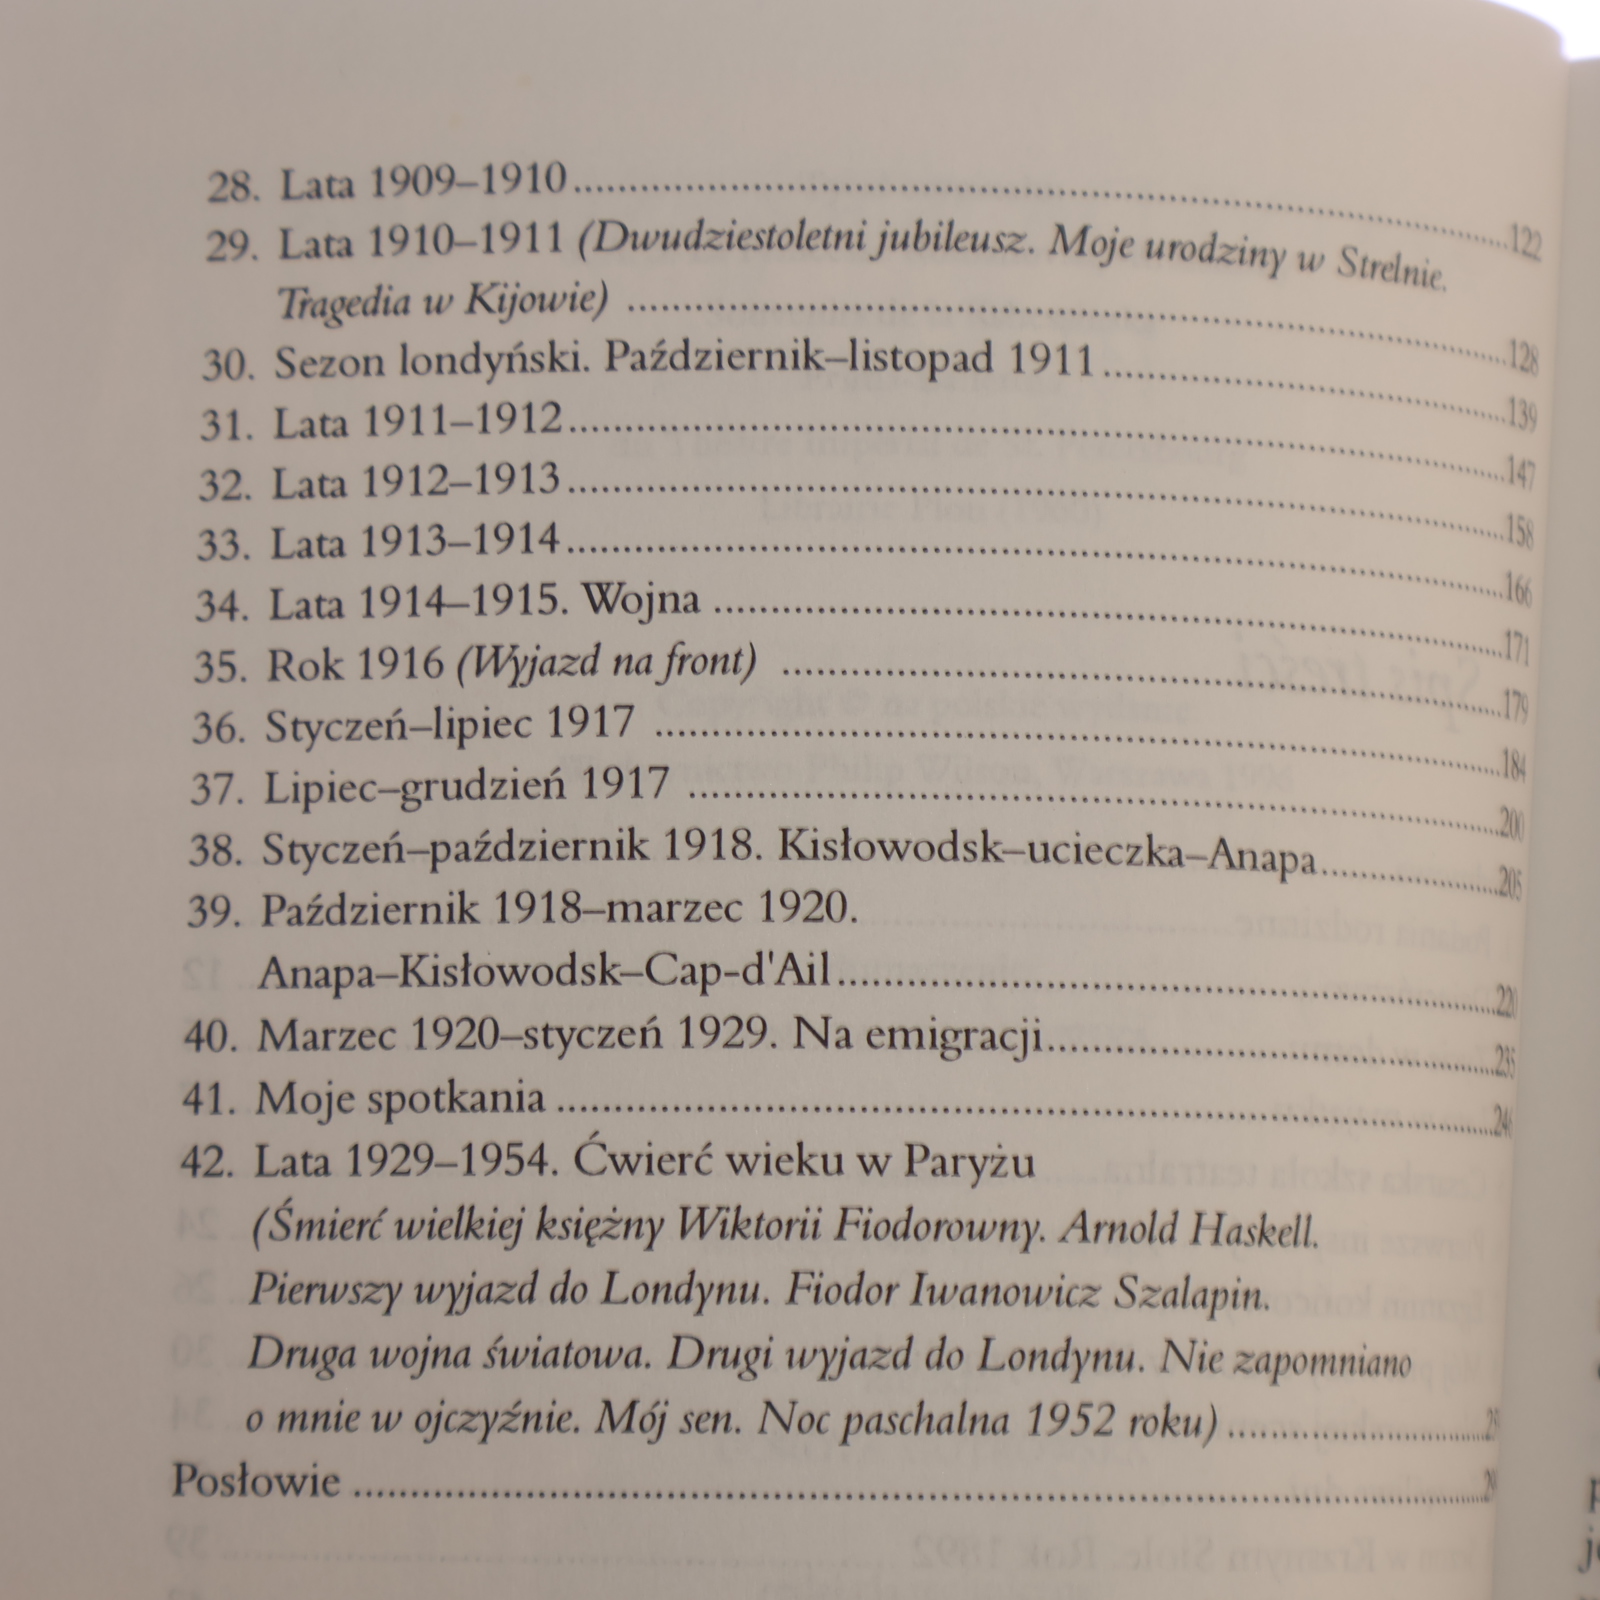 28. Lata 1909–1910..........122
29. Lata 1910–1911 (Dwudziestoletni jubileusz. Moje urodziny w Strelnie.
Tragedia w Kijowie) ..........128
30. Sezon londyński. Październik–listopad 1911..........139
31. Lata 1911–1912..........147
32. Lata 1912–1913..........158
33. Lata 1913–1914..........166
34. Lata 1914–1915. Wojna ..........171
35. Rok 1916 (Wyjazd na front) ..........179
36. Styczeń–lipiec 1917 ..........184
37. Lipiec–grudzień 1917 ..........200
38. Styczeń–październik 1918. Kisłowodsk–ucieczka–Anapa..........205
39. Październik 1918–marzec 1920.
Anapa–Kisłowodsk–Cap-d'Ail..........220
40. Marzec 1920–styczeń 1929. Na emigracji..........235
41. Moje spotkania ..........246
42. Lata 1929–1954. Ćwierć wieku w Paryżu
(Śmierć wielkiej księżny Wiktorii Fiodorowny. Arnold Haskell.
Pierwszy wyjazd do Londynu. Fiodor Iwanowicz Szalapin.
Druga wojna światowa. Drugi wyjazd do Londynu. Nie zapomniano
o mnie w ojczyźnie. Mój sen. Noc paschalna 1952 roku) ..........
Posłowie ..........